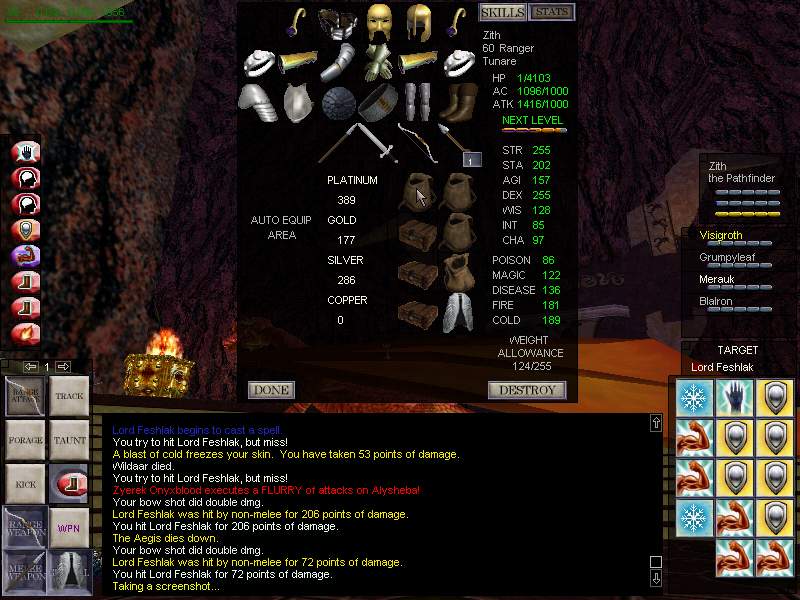 SKILLS STATS
Zith
60 Ranger
Tunare
HP 1/4103
AC 1096/1000
ATK 1416/1000
NEXT LEVEL
STR 255
STA 202
AGI 157
DEX 255
WIS 128
INT 85
CHA 97
POISON 86
MAGIC 122
DISEASE 136
FIRE 181
COLD 189
WEIGHT
ALLOWANCE
124/255
1
PLATINUM
389
GOLD
177
SILVER
286
COPPER
0
AUTO EQUIP
AREA
DONE
DESTROY
Zith
the Pathfinder
Visigroth
Grumpyleaf
Merauk
Blalron
TARGET
Lord Feshlak
1
RANGE
ATTACK
TRACK
FORAGE
TAUNT
KICK
RANGE
WEAPON
WPN
MELEE
WEAPON
Lord Feshlak begins to cast a spell.
You try to hit Lord Feshlak, but miss!
A blast of cold freezes your skin. You have taken 53 points of damage.
Wildaar died.
You try to hit Lord Feshlak, but miss!
Zyerek Onyxblood executes a FLURRY of attacks on Alysheba!
Your bow shot did double dmg.
Lord Feshlak was hit by non-melee for 206 points of damage.
You hit Lord Feshlak for 206 points of damage.
The Aegis dies down.
Your bow shot did double dmg.
Lord Feshlak was hit by non-melee for 72 points of damage.
You hit Lord Feshlak for 72 points of damage.
Taking a screenshot...